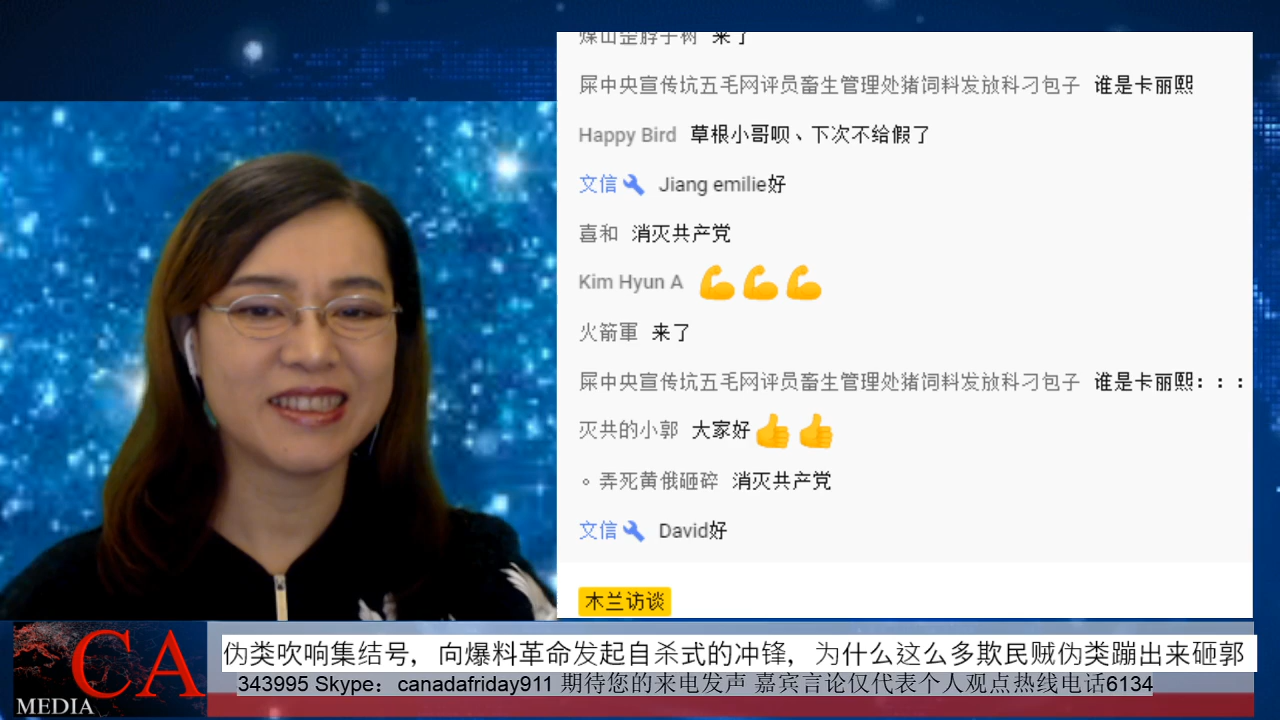 煤山歪脖子树 来了
屎中央宣传坑五毛网评员畜生管理处猪饲料发放科刁包子 谁是卡丽熙
Happy Bird 草根小哥呗、下次不给假了
文信 Jiang emilie好
喜和 消灭共产党
Kim Hyun A 💪💪💪
火箭軍 来了
屎中央宣传坑五毛网评员畜生管理处猪饲料发放科刁包子 谁是卡丽熙：：：
灭共的小郭 大家好👍👍
。弄死黄俄砸碎 消灭共产党
文信 David好
木兰访谈
CA
MEDIA
伪类吹响集结号，向爆料革命发起自杀式的冲锋，为什么这么多欺民贼伪类蹦出来砸郭
343995 Skype：canadafriday911 期待您的来电发声 嘉宾言论仅代表个人观点热线电话6134